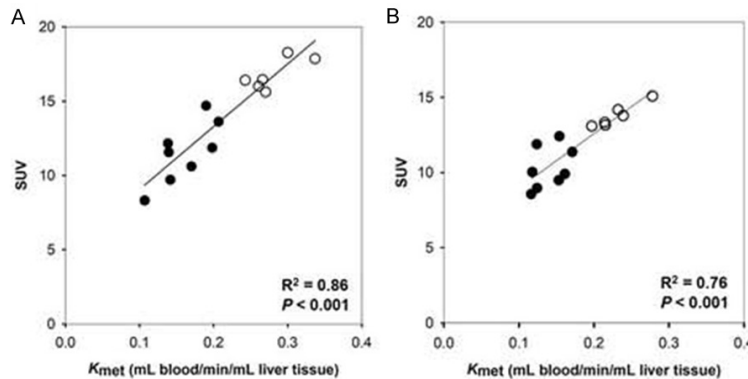 A
20
15
10
5
0
SUV
R² = 0.86
P < 0.001
0.0 0.1 0.2 0.3 0.4
Kmet (mL blood/min/mL liver tissue)
B
20
15
10
5
0
SUV
R² = 0.76
P < 0.001
0.0 0.1 0.2 0.3 0.4
Kmet (mL blood/min/mL liver tissue)